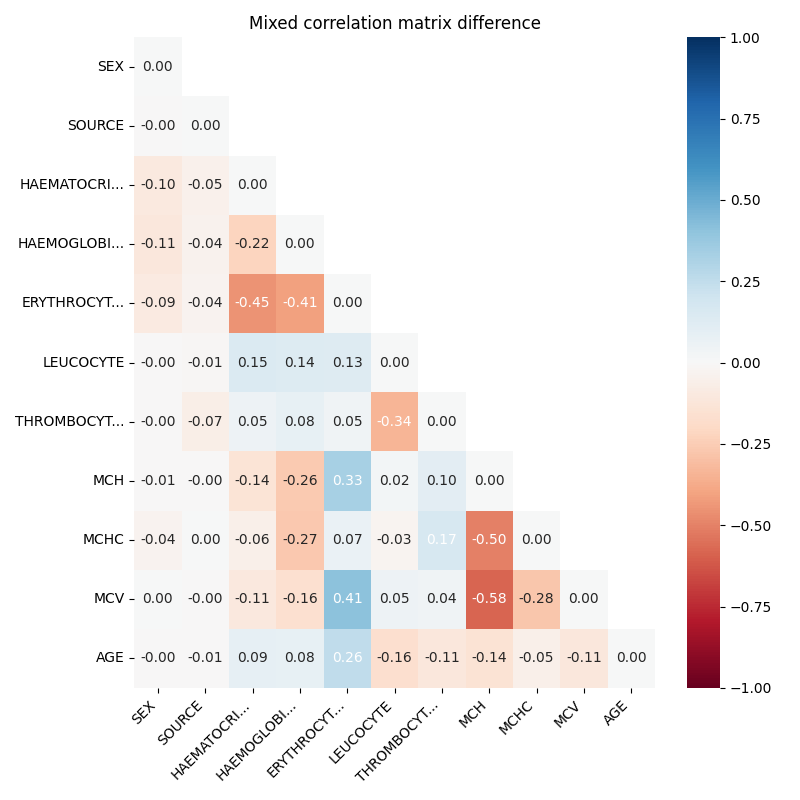 Mixed correlation matrix difference
SEX 0.00
SOURCE -0.00 0.00
HAEMATOCRI... -0.10 -0.05 0.00
HAEMOGLOBI... -0.11 -0.04 -0.22 0.00
ERYTHROCYT... -0.09 -0.04 -0.45 -0.41 0.00
LEUCOCYTE -0.00 -0.01 0.15 0.14 0.13 0.00
THROMBOCYT... -0.00 -0.07 0.05 0.08 0.05 -0.34 0.00
MCH -0.01 -0.00 -0.14 -0.26 0.33 0.02 0.10 0.00
MCHC -0.04 0.00 -0.06 -0.27 0.07 -0.03 0.17 -0.50 0.00
MCV 0.00 -0.00 -0.11 -0.16 0.41 0.05 0.04 -0.58 -0.28 0.00
AGE -0.00 -0.01 0.09 0.08 0.26 -0.16 -0.11 -0.14 -0.05 -0.11 0.00
SEX
SOURCE
HAEMATOCRI...
HAEMOGLOBI...
ERYTHROCYT...
LEUCOCYTE
THROMBOCYT...
MCH
MCHC
MCV
AGE
1.00
0.75
0.50
0.25
0.00
−0.25
−0.50
−0.75
−1.00